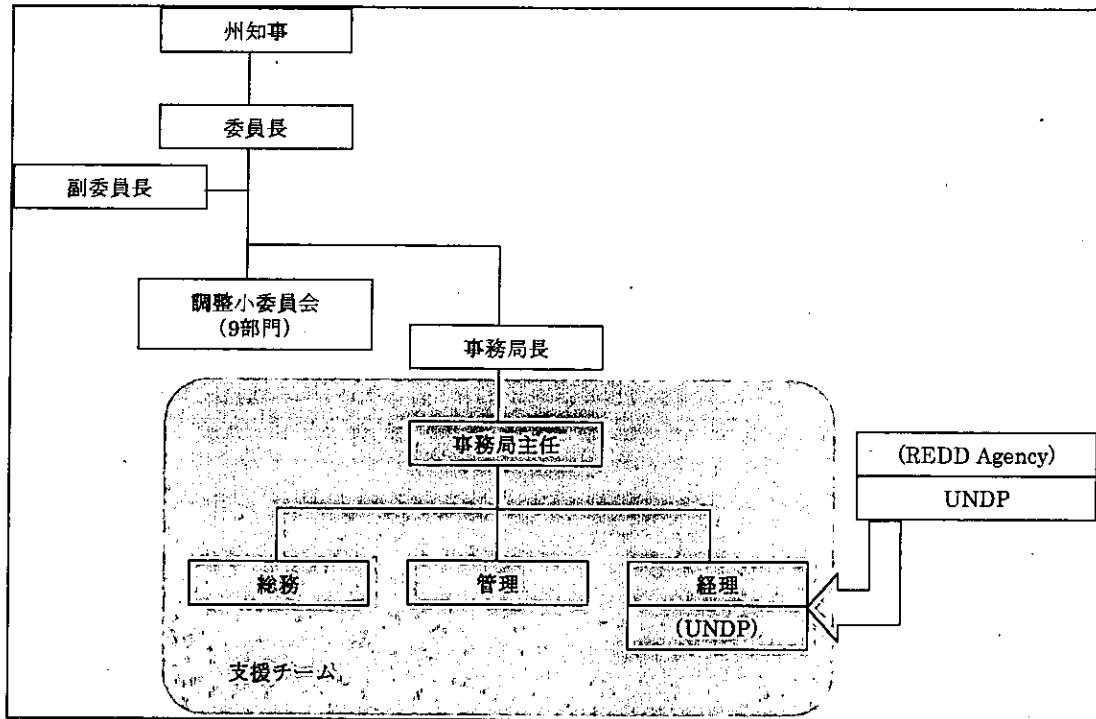 州知事
委員長
副委員長
調整小委員会
(9部門)
事務局長
事務局主任
(REDD Agency)
UNDP
総務
管理
経理
(UNDP)
支援チーム